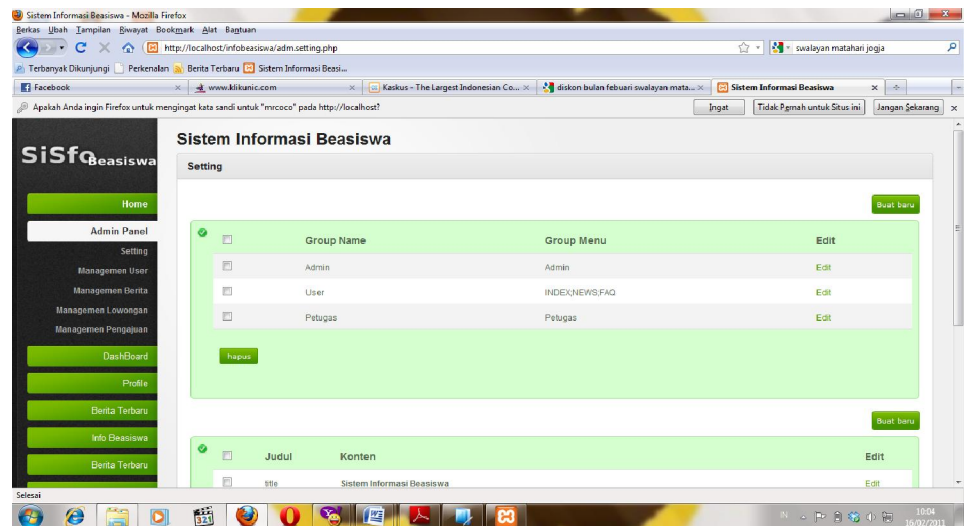 Sistem Informasi Beasiswa - Mozilla Firefox
Berkas Ubah Tampilan Riwayat Bookmark Alat Bantuan
http://localhost/infobeasiswa/adm.setting.php swalayan matahari jogja
Terbanyak Dikunjungi Perkenalan Berita Terbaru Sistem Informasi Beasi...
Facebook www.klikunic.com Kaskus - The Largest Indonesian Co... diskon bulan febuari swalayan mata... Sistem Informasi Beasiswa
Apakah Anda ingin Firefox untuk mengingat kata sandi untuk "mrcoco" pada http://localhost? Ingat Tidak Pernah untuk Situs ini Jangan Sekarang
SiSfo Beasiswa
Home
Admin Panel
Setting
Managemen User
Managemen Berita
Managemen Lowongan
Managemen Pengajuan
DashBoard
Profile
Berita Terbaru
Info Beasiswa
Berita Terbaru
Sistem Informasi Beasiswa
Setting
Buat baru
Group Name Group Menu Edit
Admin Admin Edit
User INDEX;NEWS;FAQ Edit
Petugas Petugas Edit
hapus
Buat baru
Judul Konten Edit
title Sistem Informasi Beasiswa Edit
Selesai
IN 10:04
16/02/2011